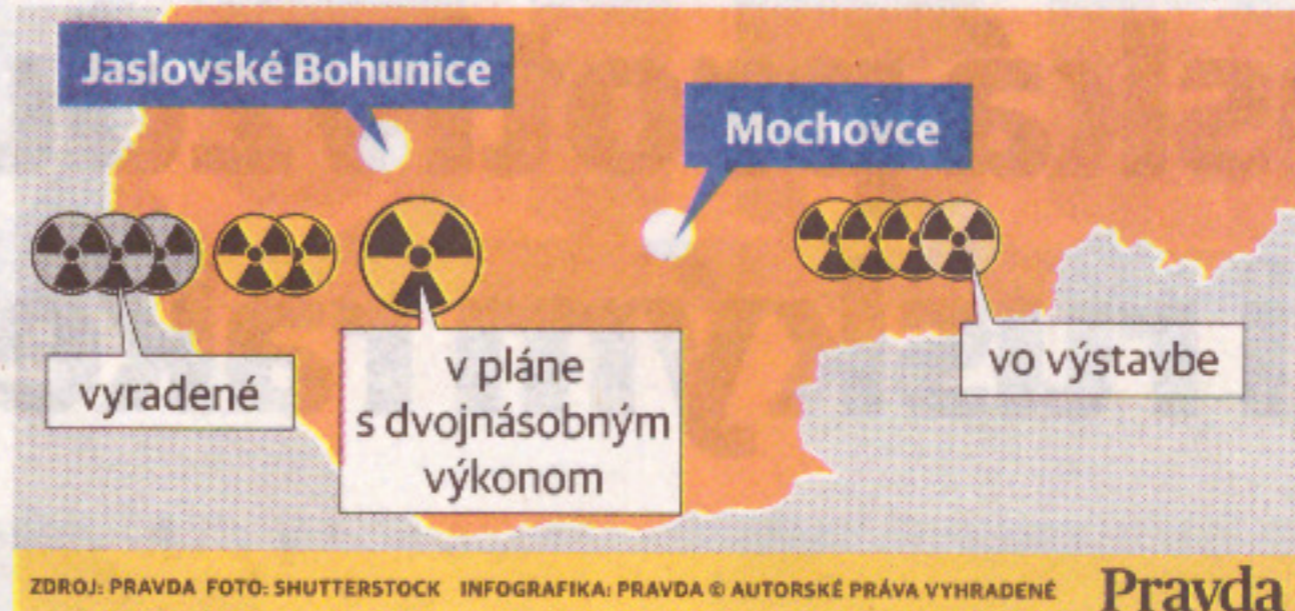 Jaslovské Bohunice
Mochovce
vyradené
v pláne
s dvojnásobným
výkonom
vo výstavbe
ZDROJ: PRAVDA FOTO: SHUTTERSTOCK INFOGRAFIKA: PRAVDA © AUTORSKÉ PRÁVA VYHRADENÉ
Pravda